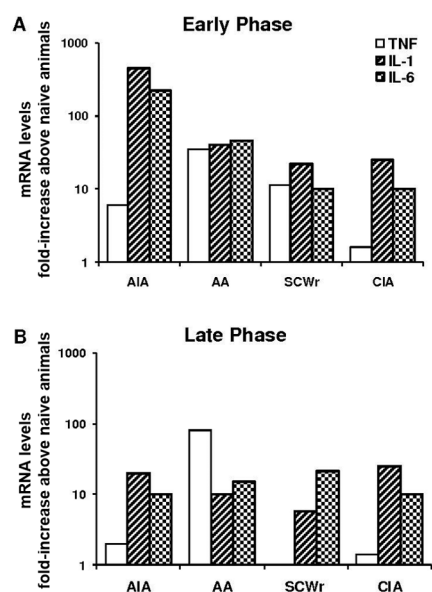 A
Early Phase
mRNA levels
fold-increase above naive animals
1000
100
10
1
TNF
IL-1
IL-6
AIA
AA
SCWr
CIA
B
Late Phase
mRNA levels
fold-increase above naive animals
1000
100
10
1
AIA
AA
SCWr
CIA